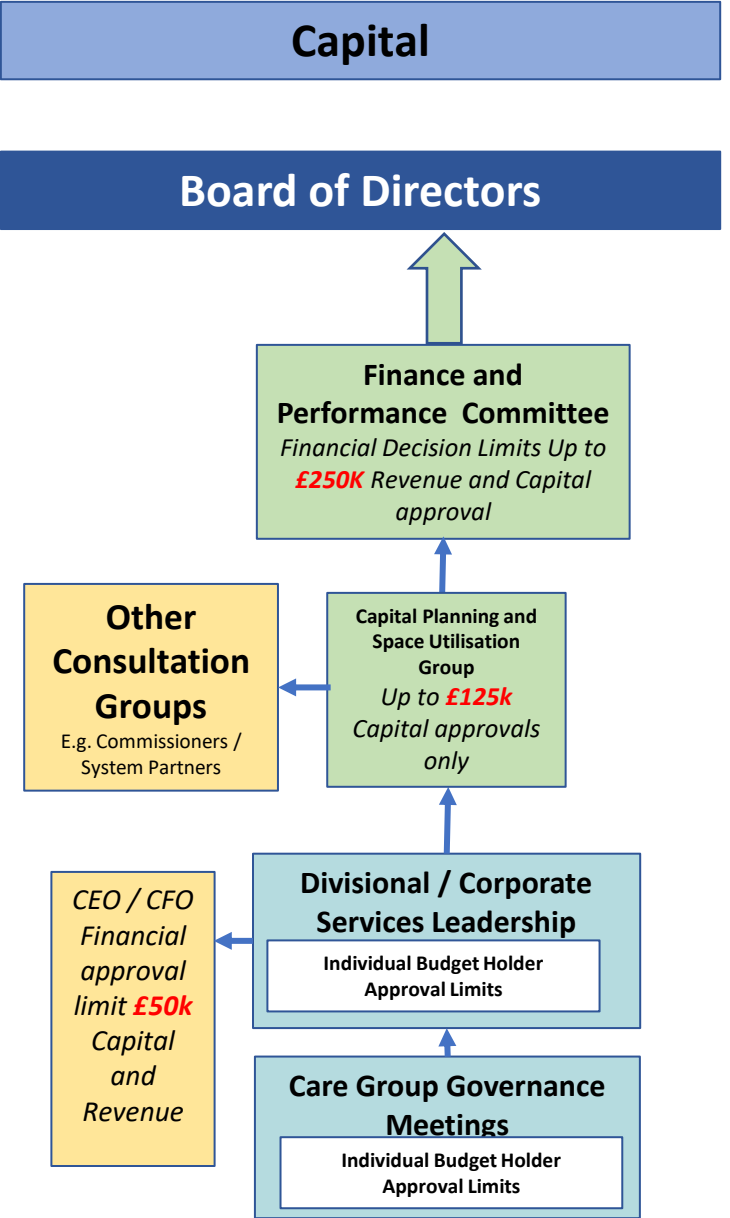 Capital
Board of Directors
Finance and
Performance Committee
Financial Decision Limits Up to
£250K Revenue and Capital
approval
Other
Consultation
Groups
E.g. Commissioners /
System Partners
Capital Planning and
Space Utilisation
Group
Up to £125k
Capital approvals
only
CEO / CFO
Financial
approval
limit £50k
Capital
and
Revenue
Divisional / Corporate
Services Leadership
Individual Budget Holder
Approval Limits
Care Group Governance
Meetings
Individual Budget Holder
Approval Limits